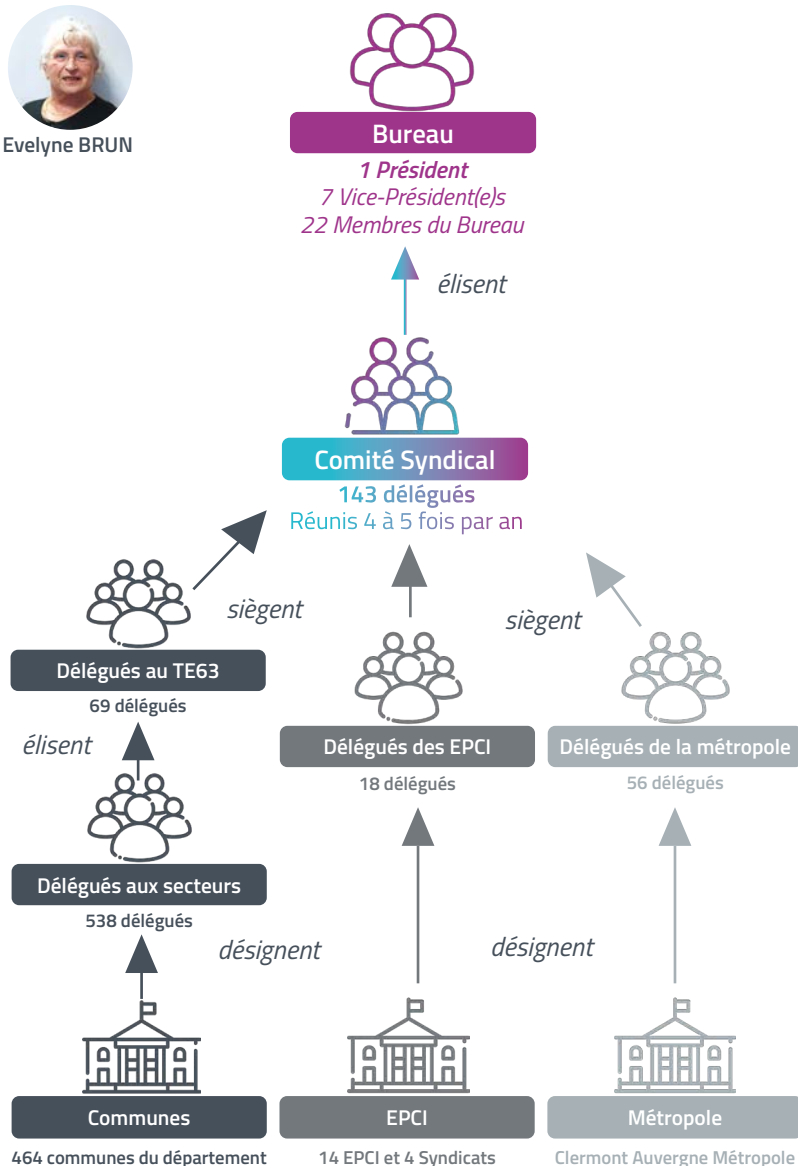 Evelyne BRUN
Bureau
1 Président
7 Vice-Président(e)s
22 Membres du Bureau
élisent
Comité Syndical
143 délégués
Réunis 4 à 5 fois par an
siègent
siègent
Délégués au TE63
69 délégués
élisent
Délégués des EPCI
18 délégués
Délégués de la métropole
56 délégués
Délégués aux secteurs
538 délégués
désignent
désignent
Communes
464 communes du département
EPCI
14 EPCI et 4 Syndicats
Métropole
Clermont Auvergne Métropole